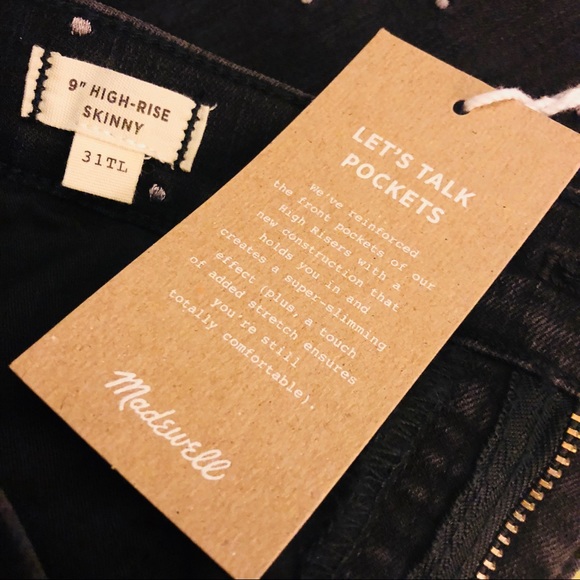 9" HIGH-RISE
SKINNY
31TL
LET'S TALK
POCKETS
We've reinforced
the front pockets of our
High Risers with a
new construction that
holds you in and
creates a super-slimming
effect (plus, a touch
of added stretch ensures
you're still
totally comfortable).
Madewell